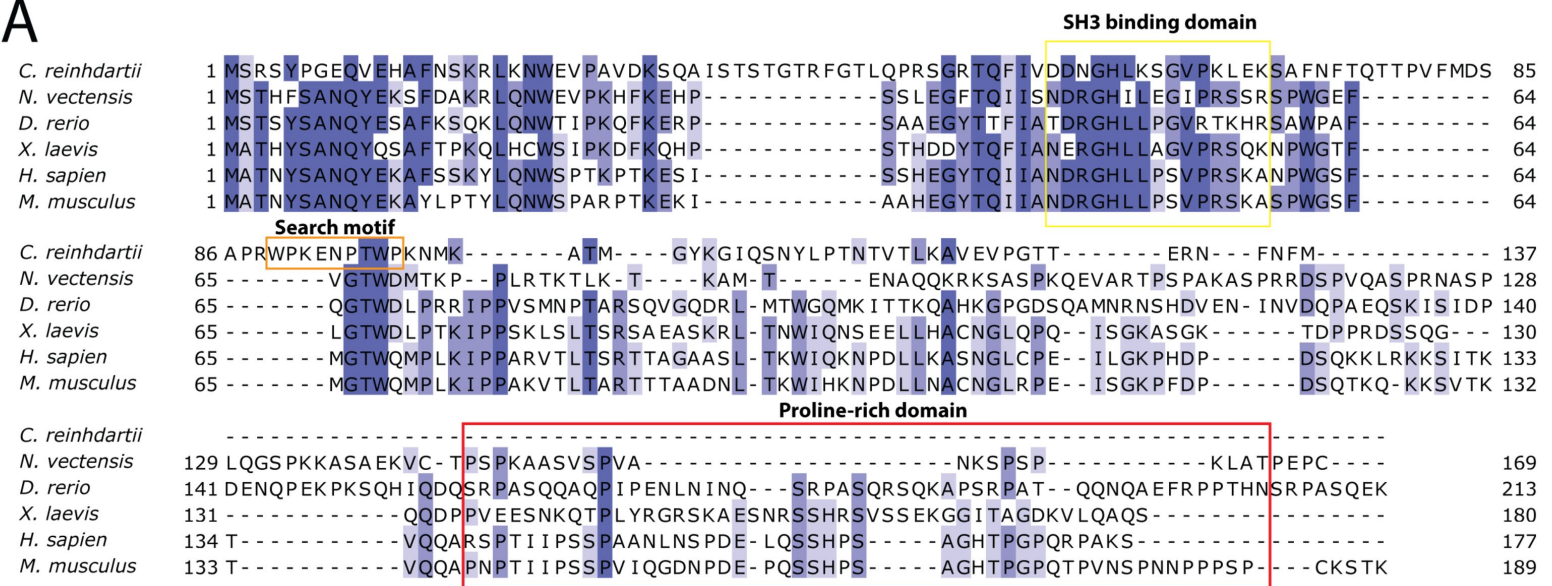 A
SH3 binding domain
C. reinhdartii 1 MSRSYPGEQVEHAFNSKRLKNWEVPAVDKSQAISTSTGTRFGTLQPRSGRTQFIVDDNGHLKSGVPKLEKSAFNFTQTTPVFMDS 85
N. vectensis 1 MSTHFSANQYEKSFDAKRLQNWEVPKHFKEHP------------SSLEGFTQIISNDRGHILEGIPRSSRSPWGEF--------- 64
D. rerio 1 MSTSYSANQYESAFKSQKLQNWTIPKQFKERP------------SAAEGYTTFIATDRGHLLPGVRTKHRSAWPAF--------- 64
X. laevis 1 MATHYSANQYQSAFTPKQLHCWSIPKDFKQHP------------STHDDYTQFIANERGHLLAGVPRSQKNPWGTF--------- 64
H. sapien 1 MATNYSANQYEKAFSSKYLQNWSPTKPTKESI------------SSHEGYTQIIANDRGHLLPSVPRSKANPWGSF--------- 64
M. musculus 1 MATNYSANQYEKAYLPTYLQNWSPARPTKEKI------------AAHEGYTQIIANDRGHLLPSVPRSKASPWGSF--------- 64
Search motif
C. reinhdartii 86 APRWPKENPTWPKNMK-------ATM----GYKGIQSNYLPTNTVTLKAVEVPGTT-------ERN---FNFM------------ 137
N. vectensis 65 -------VGTWDMTKP--PLRTKTLK-T----KAM-T------ENAQQKRKSASPKQEVARTPSPAKASPRRDSPVQASPRNASP 128
D. rerio 65 -------QGTWDLPRRIPPVSMNPTARSQVGQDRL-MTWGQMKITTKQAHKGPGDSQAMNRNSHDVEN-INVDQPAEQSKISIDP 140
X. laevis 65 -------LGTWDLPTKIPPSKLSLTSRSAEASKRL-TNWIQNSEELLHACNGLQPQ--ISGKASGK------TDPPRDSSQG--- 130
H. sapien 65 -------MGTWQMPLKIPPARVTLTSRTTAGAASL-TKWIQKNPDLLKASNGLCPE--ILGKPHDP------DSQKKLRKKSITK 133
M. musculus 65 -------MGTWQMPLKIPPAKVTLTARTTTAADNL-TKWIHKNPDLLNACNGLRPE--ISGKPFDP------DSQTKQ-KKSVTK 132
Proline-rich domain
C. reinhdartii ------------------------------------------------------------------------------
N. vectensis 129 LQGSPKKASAEKVC-TPSPKAASVSPVA---------------------NKSPSP-----------KLATPEPC---- 169
D. rerio 141 DENQPEKPKSQHIQDQSRPASQQAQPIPENLNINQ---SRPASQRSQKAPSRPAT--QQNQAEFRPPTHNSRPASQEK 213
X. laevis 131 ------------QQDPPVEESNKQTPLYRGRSKAESNRSSHRSVSSEKGGITAGDKVLQAQS---------------- 180
H. sapien 134 T-----------VQQARSPTIIPSSPAANLNSPDE-LQSSHPS-----AGHTPGPQRPAKS----------------- 177
M. musculus 133 T-----------VQQAPNPTIIPSSPVIQGDNPDE-PQSSHPS-----AGHTPGPQTPVNSPNNPPPSP----CKSTK 189